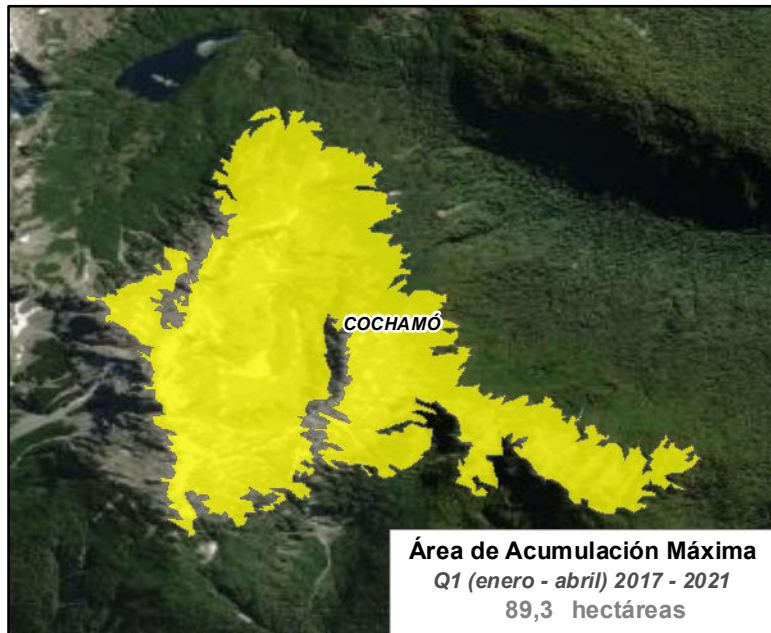 COCHAMÓ
Área de Acumulación Máxima
Q1 (enero - abril) 2017 - 2021
89,3 hectáreas